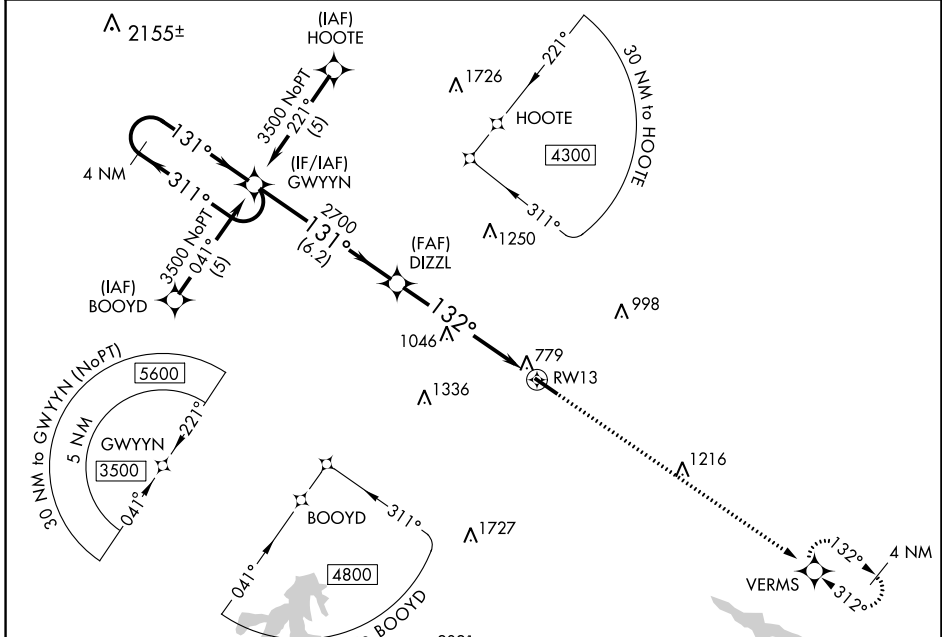 2155±
(IAF)
HOOTE
3500 NoPT
221°
(5)
1726
221°
30 NM to HOOTE
HOOTE
4300
311°
1250
131°
4 NM
311°
(IF/IAF)
GWYYN
3500 NoPT
041°
(5)
(IAF)
BOOYD
2700
131°
(6.2)
(FAF)
DIZZL
132°
1046
998
779
RW13
1336
30 NM to GWYYN (NoPT)
5600
5 NM
GWYYN
3500
221°
041°
BOOYD
311°
041°
4800
BOOYD
1727
1216
VERMS
132°
312°
4 NM